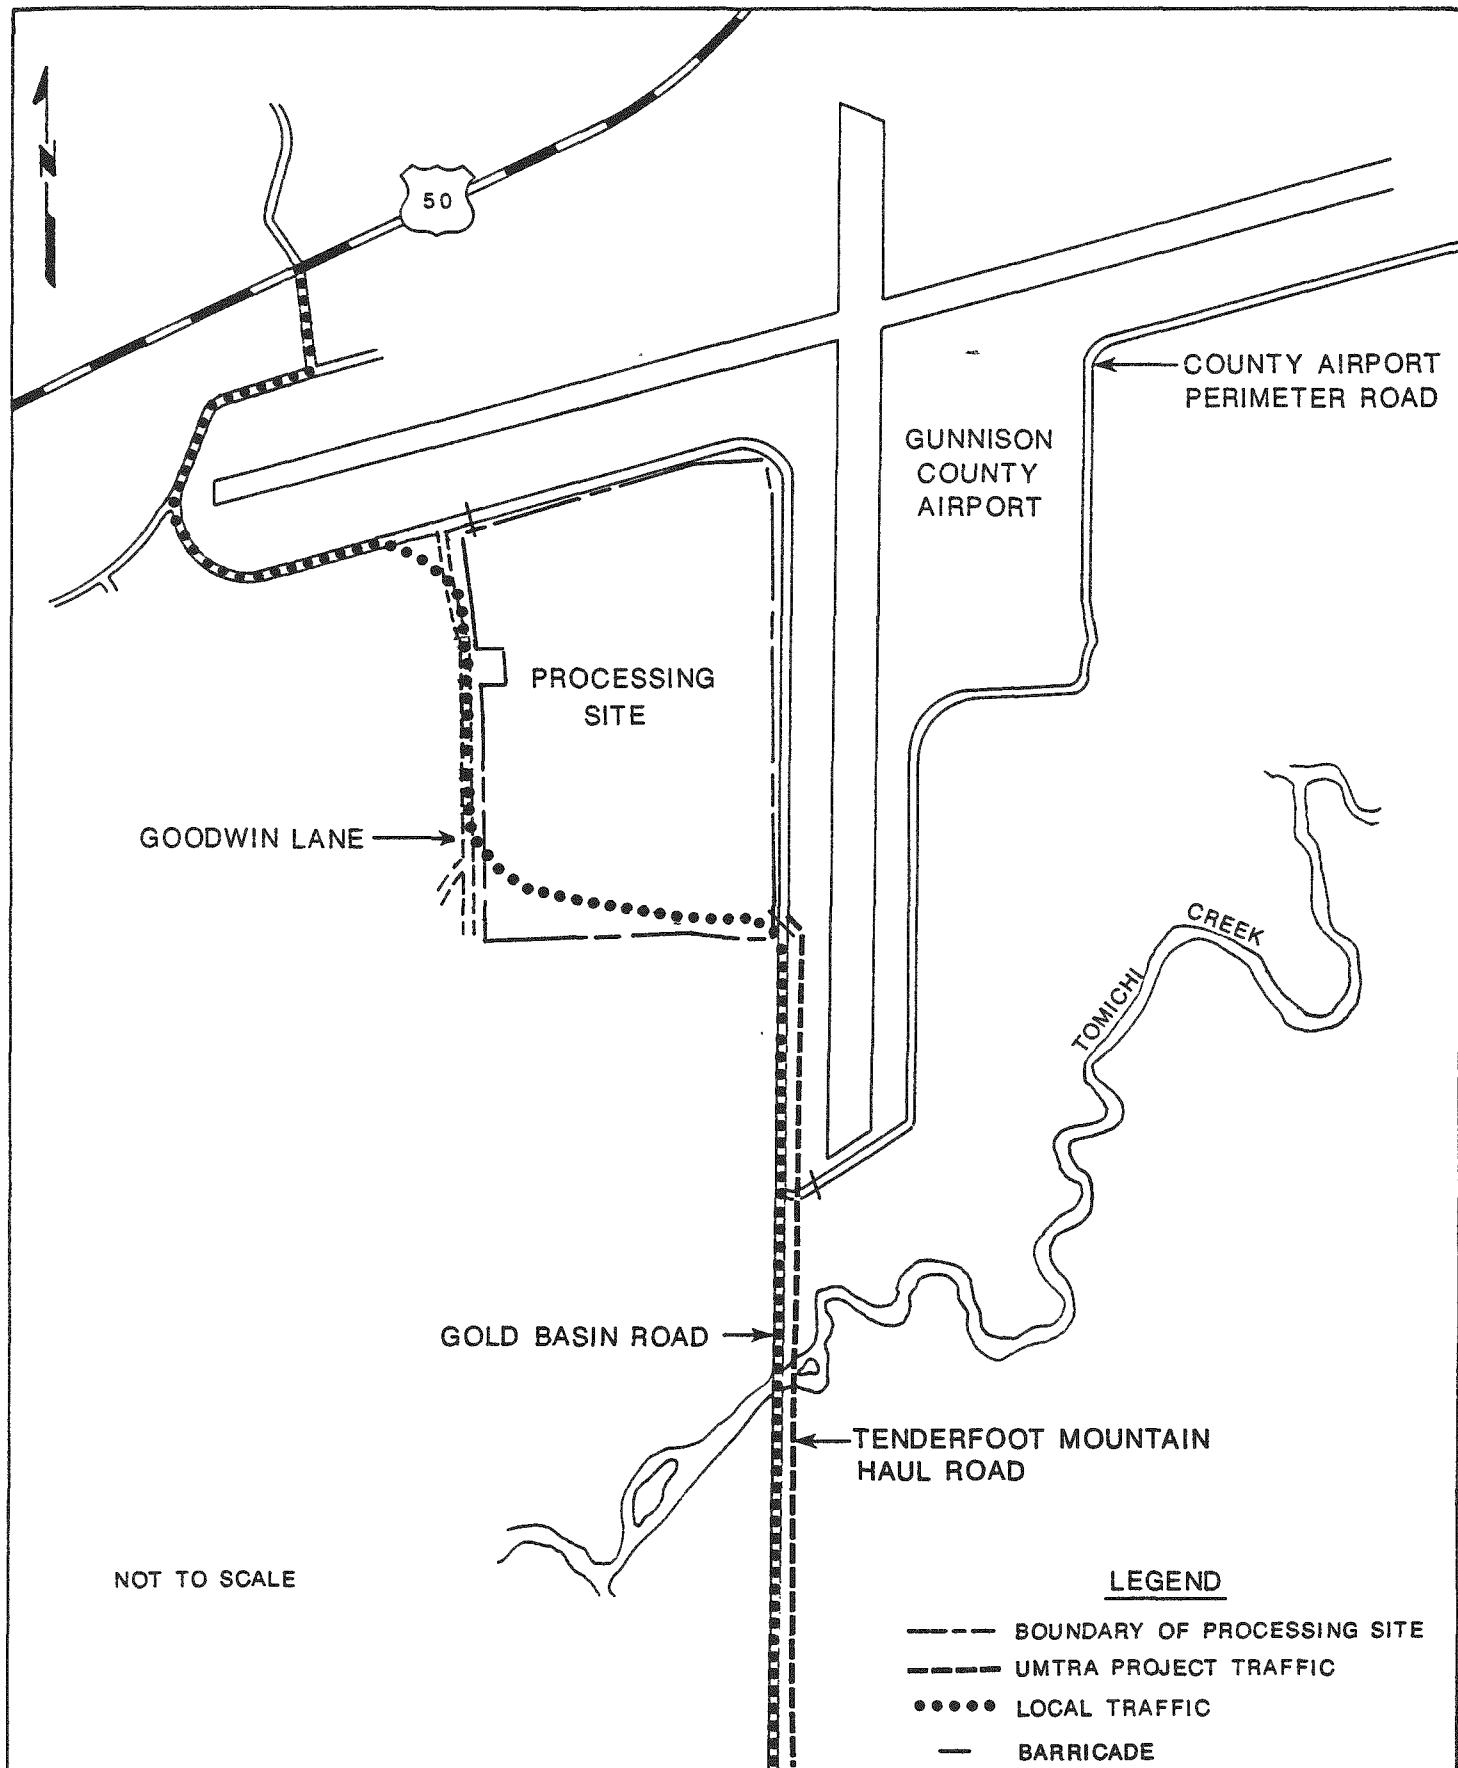 N
50
COUNTY AIRPORT
PERIMETER ROAD
GUNNISON
COUNTY
AIRPORT
PROCESSING
SITE
GOODWIN LANE
TOMICHI CREEK
GOLD BASIN ROAD
TENDERFOOT MOUNTAIN
HAUL ROAD
NOT TO SCALE
LEGEND
BOUNDARY OF PROCESSING SITE
UMTRA PROJECT TRAFFIC
LOCAL TRAFFIC
BARRICADE